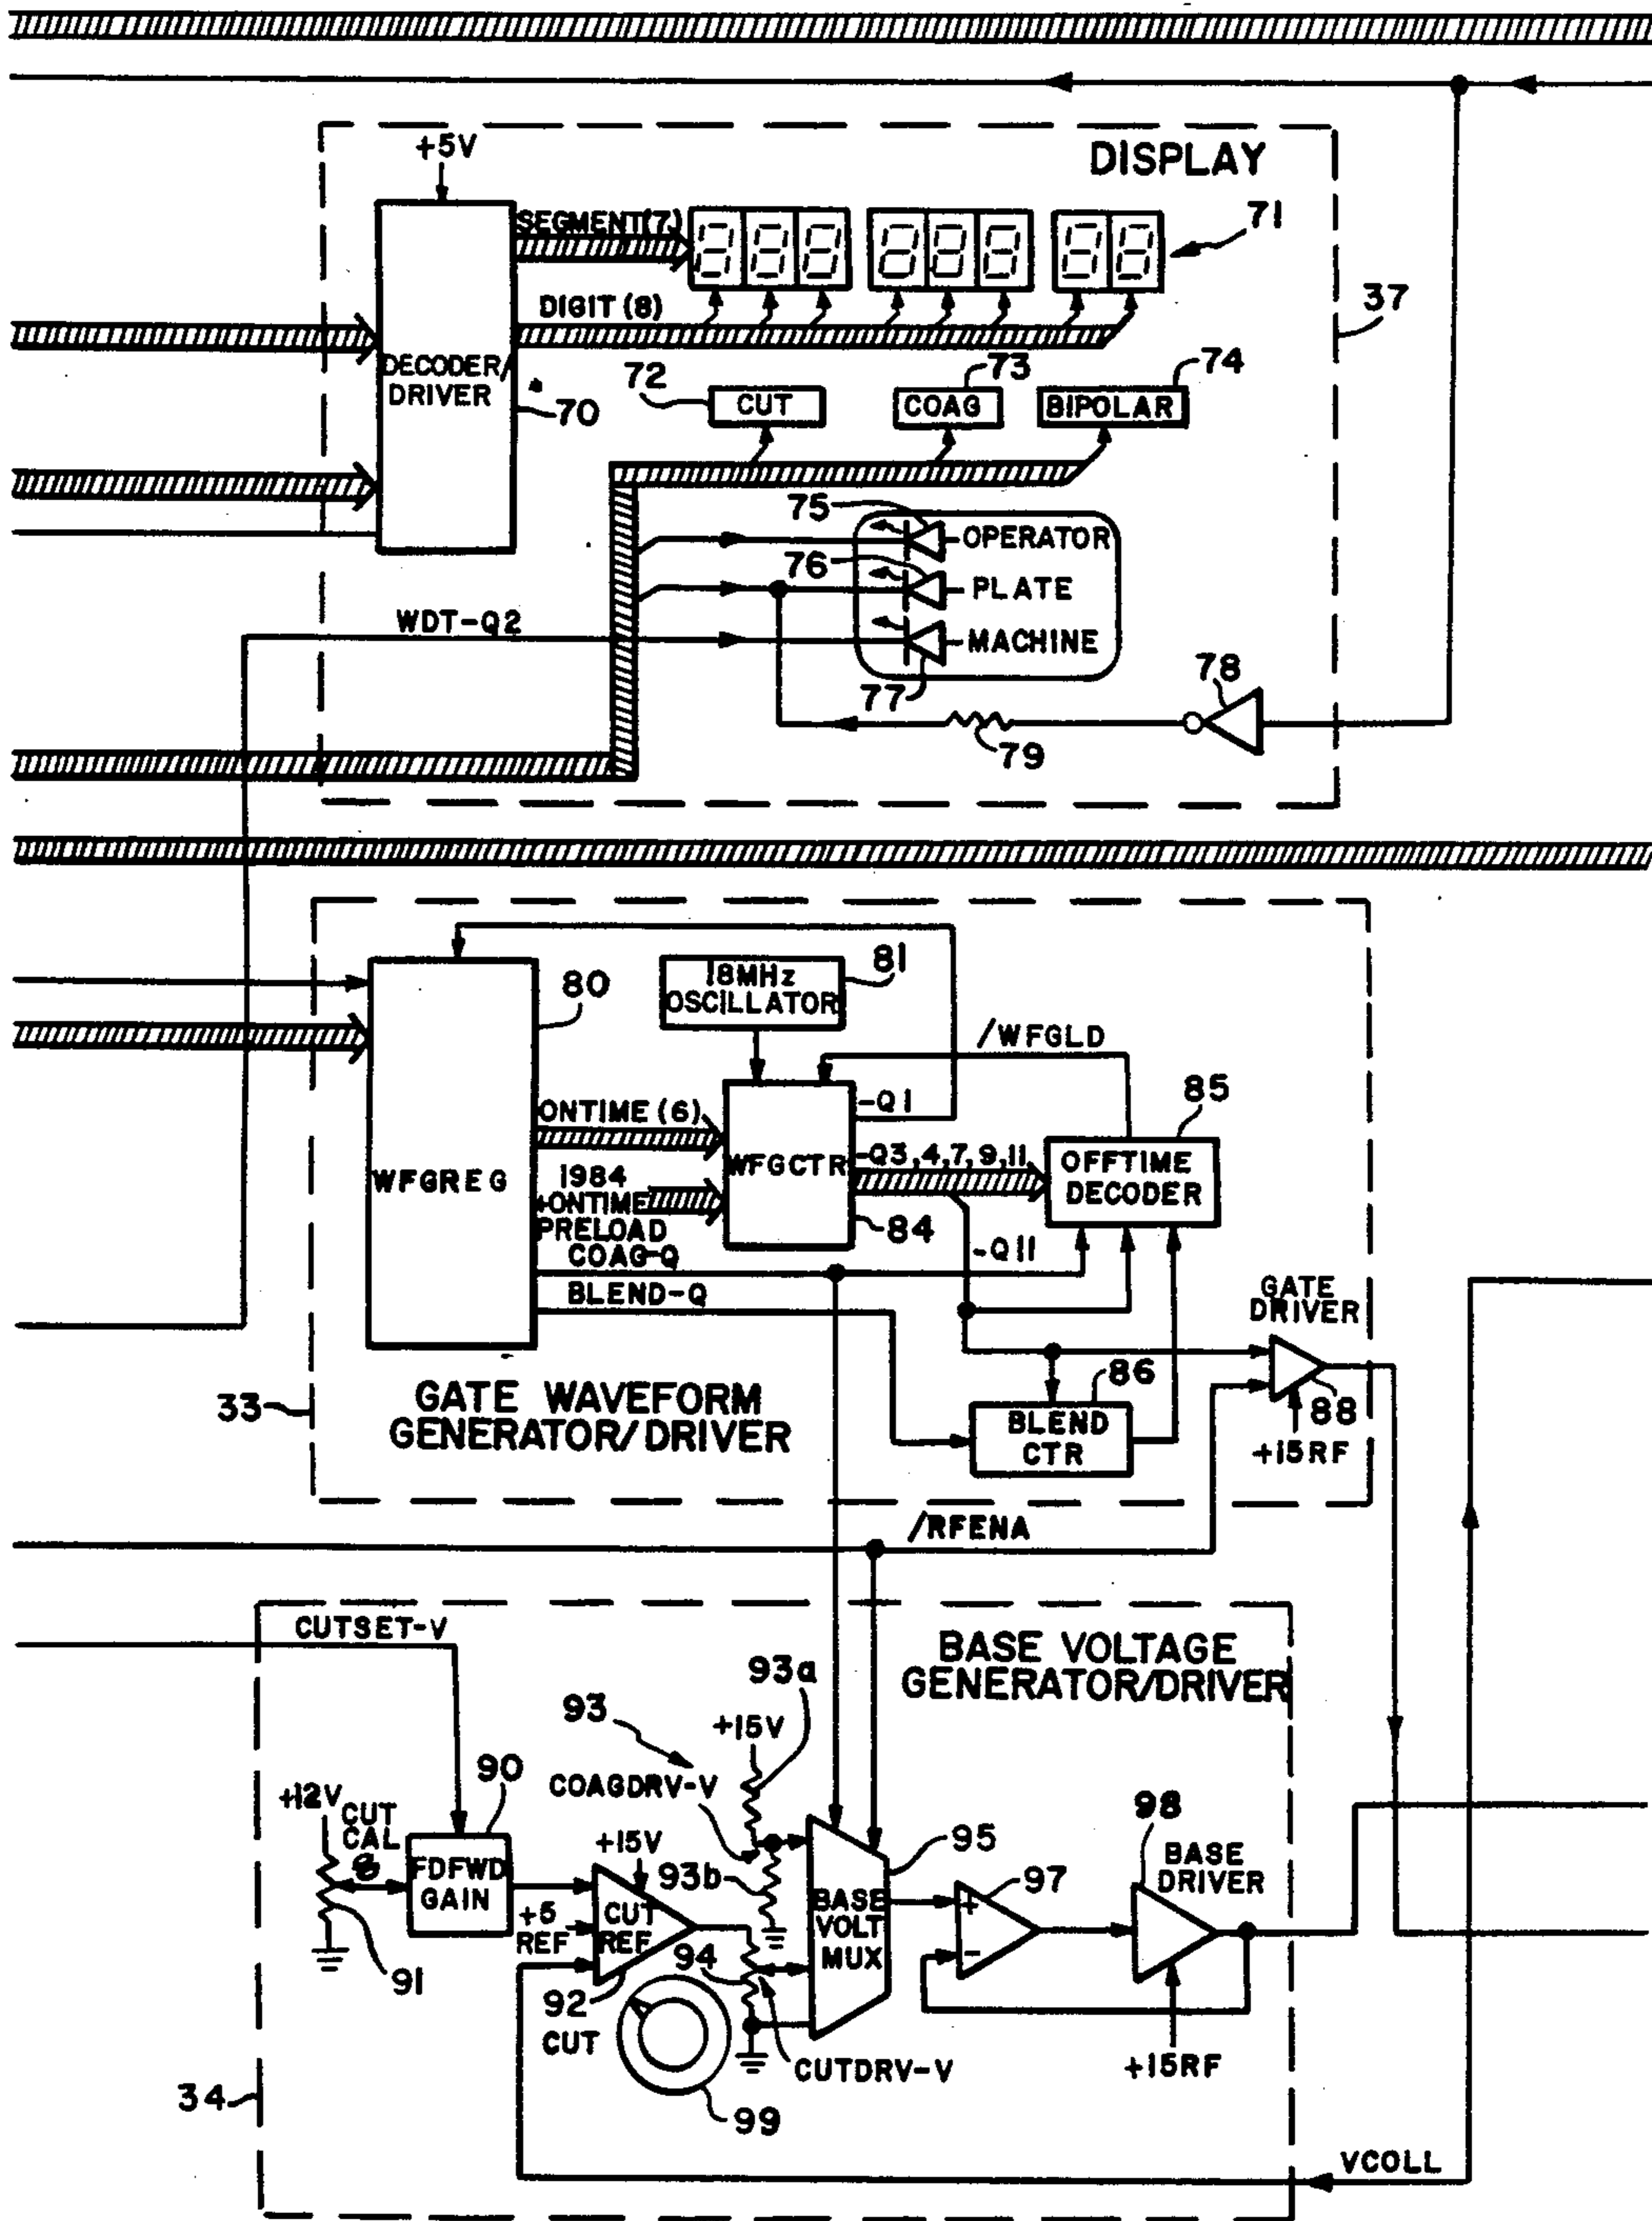 DISPLAY
+5V
SEGMENT(7)
71
DIGIT (8)
37
DECODER/
DRIVER
70
72
CUT
73
COAG
74
BIPOLAR
75
OPERATOR
76
PLATE
WDT-Q2
MACHINE
77
78
79
80
18MHz
OSCILLATOR
81
/WFGLD
-Q1
85
ONTIME (6)
WFGREG
WFGCTR
-Q3,4,7,9,11
OFFTIME
DECODER
1984
+ONTIME
PRELOAD
84
COAG-Q
-Q11
BLEND-Q
GATE
DRIVER
86
88
33
GATE WAVEFORM
GENERATOR/DRIVER
BLEND
CTR
+15RF
/RFENA
CUTSET-V
BASE VOLTAGE
GENERATOR/DRIVER
93a
93
+15V
COAGDRV-V
90
98
+12V
CUT
CAL
8
FDFWD
GAIN
+15V
95
93b
97
BASE
DRIVER
+5
REF
CUT
REF
BASE
VOLT
MUX
+
-
91
94
92
CUT
CUTDRV-V
+15RF
34
99
VCOLL